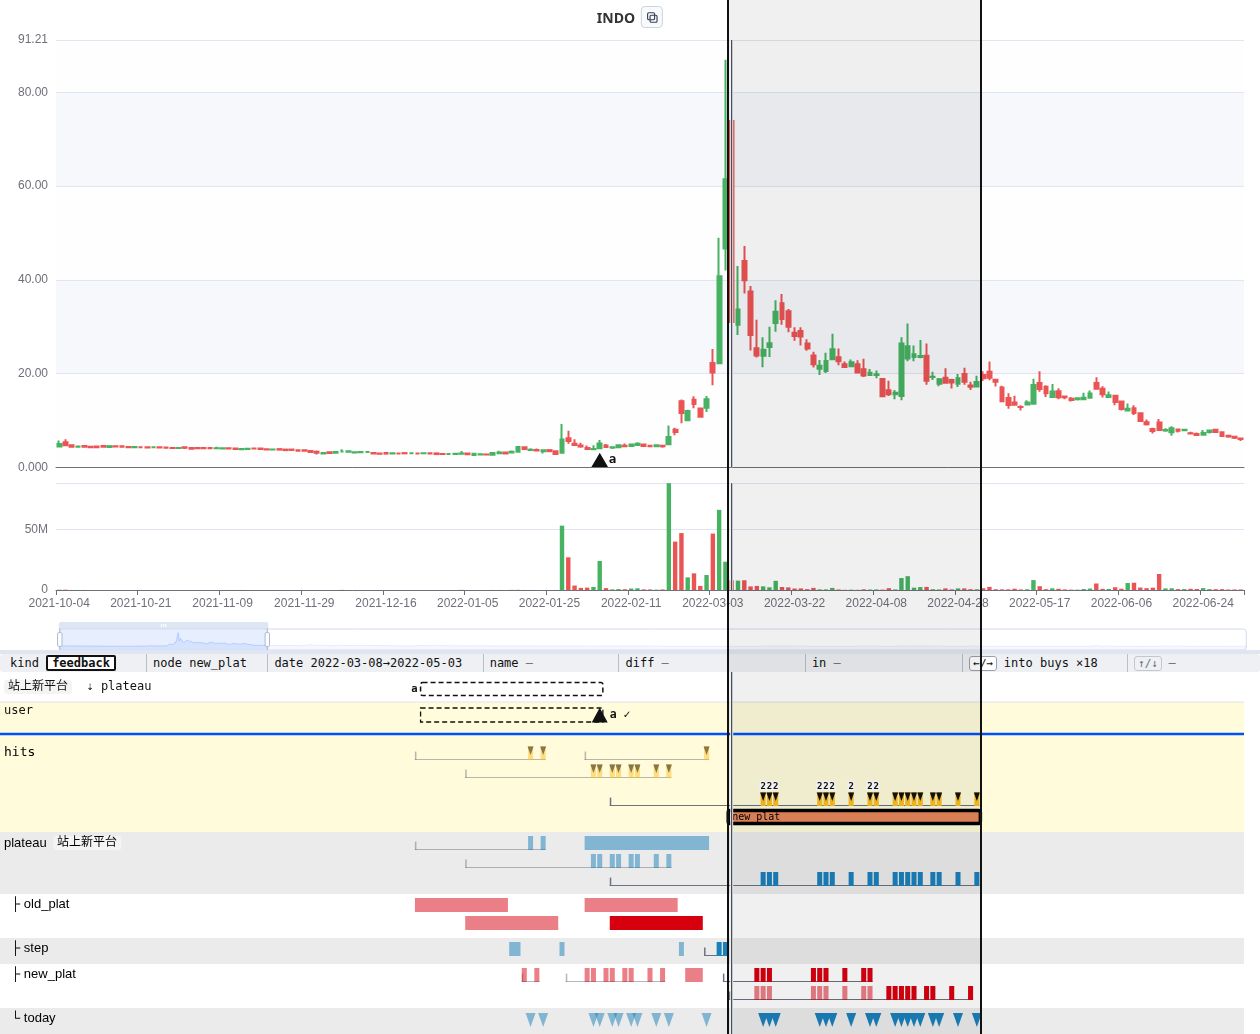 INDO
91.21
80.00
60.00
40.00
20.00
0.000
a
50M
0
2021-10-04 2021-10-21 2021-11-09 2021-11-29 2021-12-16 2022-01-05 2022-01-25 2022-02-11 2022-03-03 2022-03-22 2022-04-08 2022-04-28 2022-05-17 2022-06-06 2022-06-24
kind feedback node new_plat date 2022-03-08→2022-05-03 name — diff — in — ←/→ into buys ×18 ↑/↓ —
站上新平台 ↓ plateau a
user a ✓
hits
222 222 2 22
new_plat
plateau 站上新平台
├ old_plat
├ step
├ new_plat
└ today